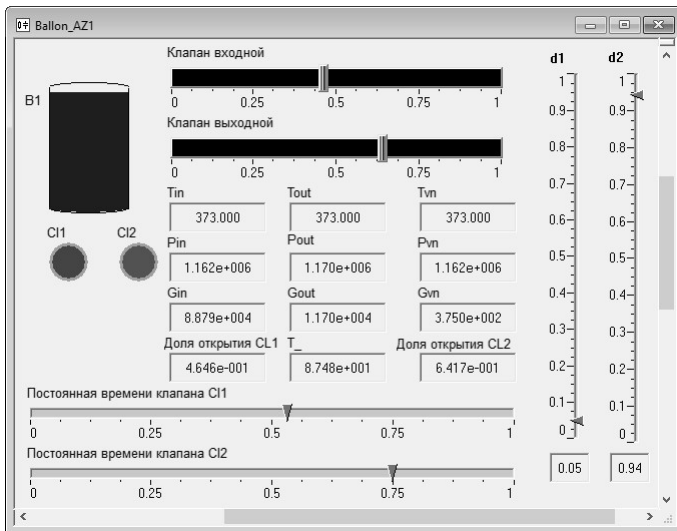 Ballon_AZ1
Клапан входной
0 0.25 0.5 0.75 1
Клапан выходной
0 0.25 0.5 0.75 1
B1
Cl1 Cl2
Tin Tout Tvn
373.000 373.000 373.000
Pin Pout Pvn
1.162e+006 1.170e+006 1.162e+006
Gin Gout Gvn
8.879e+004 1.170e+004 3.750e+002
Доля открытия CL1 T_ Доля открытия CL2
4.646e-001 8.748e+001 6.417e-001
Постоянная времени клапана Cl1
0 0.25 0.5 0.75 1
Постоянная времени клапана Cl2
0 0.25 0.5 0.75 1
d1 d2
1 1
0.9 0.9
0.8 0.8
0.7 0.7
0.6 0.6
0.5 0.5
0.4 0.4
0.3 0.3
0.2 0.2
0.1 0.1
0 0
0.05 0.94